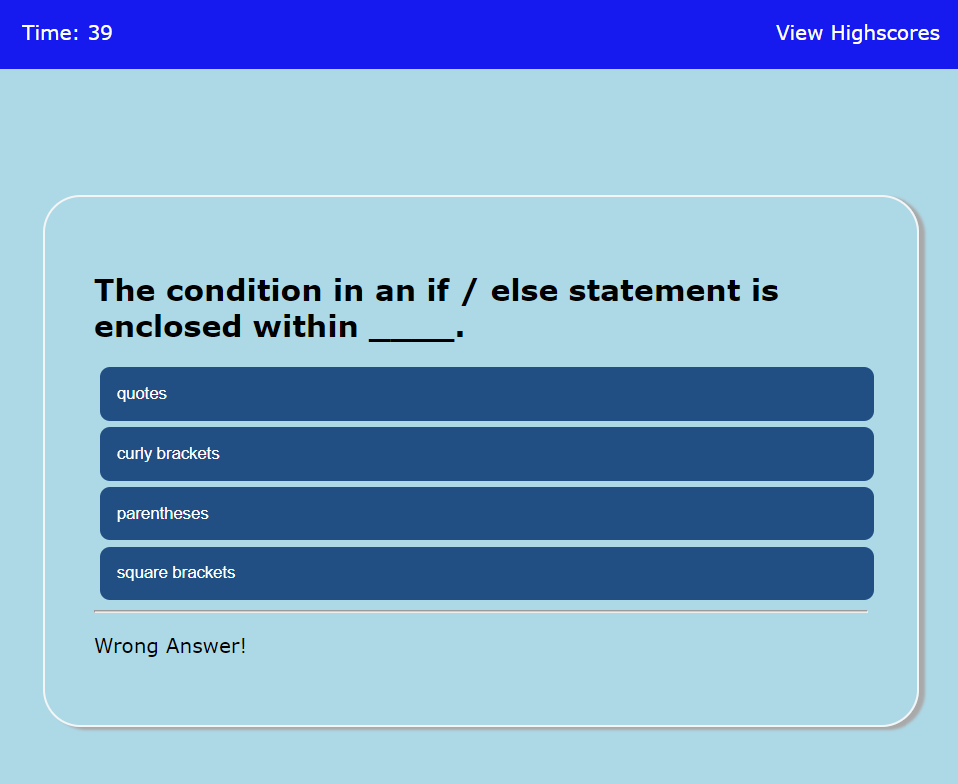 Time: 39
View Highscores
The condition in an if / else statement is
enclosed within _____.
quotes
curly brackets
parentheses
square brackets
Wrong Answer!